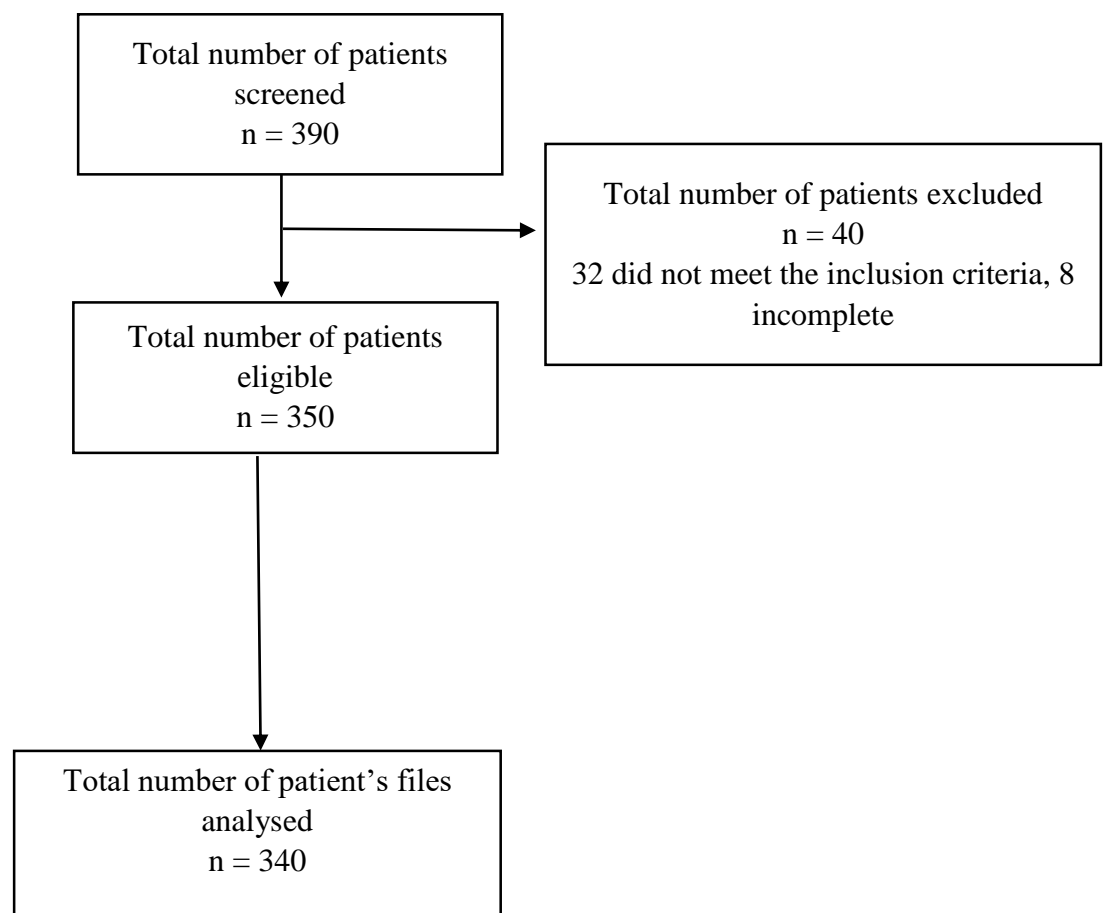 Total number of patients
screened
n = 390
Total number of patients excluded
n = 40
32 did not meet the inclusion criteria, 8
incomplete
Total number of patients
eligible
n = 350
Total number of patient’s files
analysed
n = 340